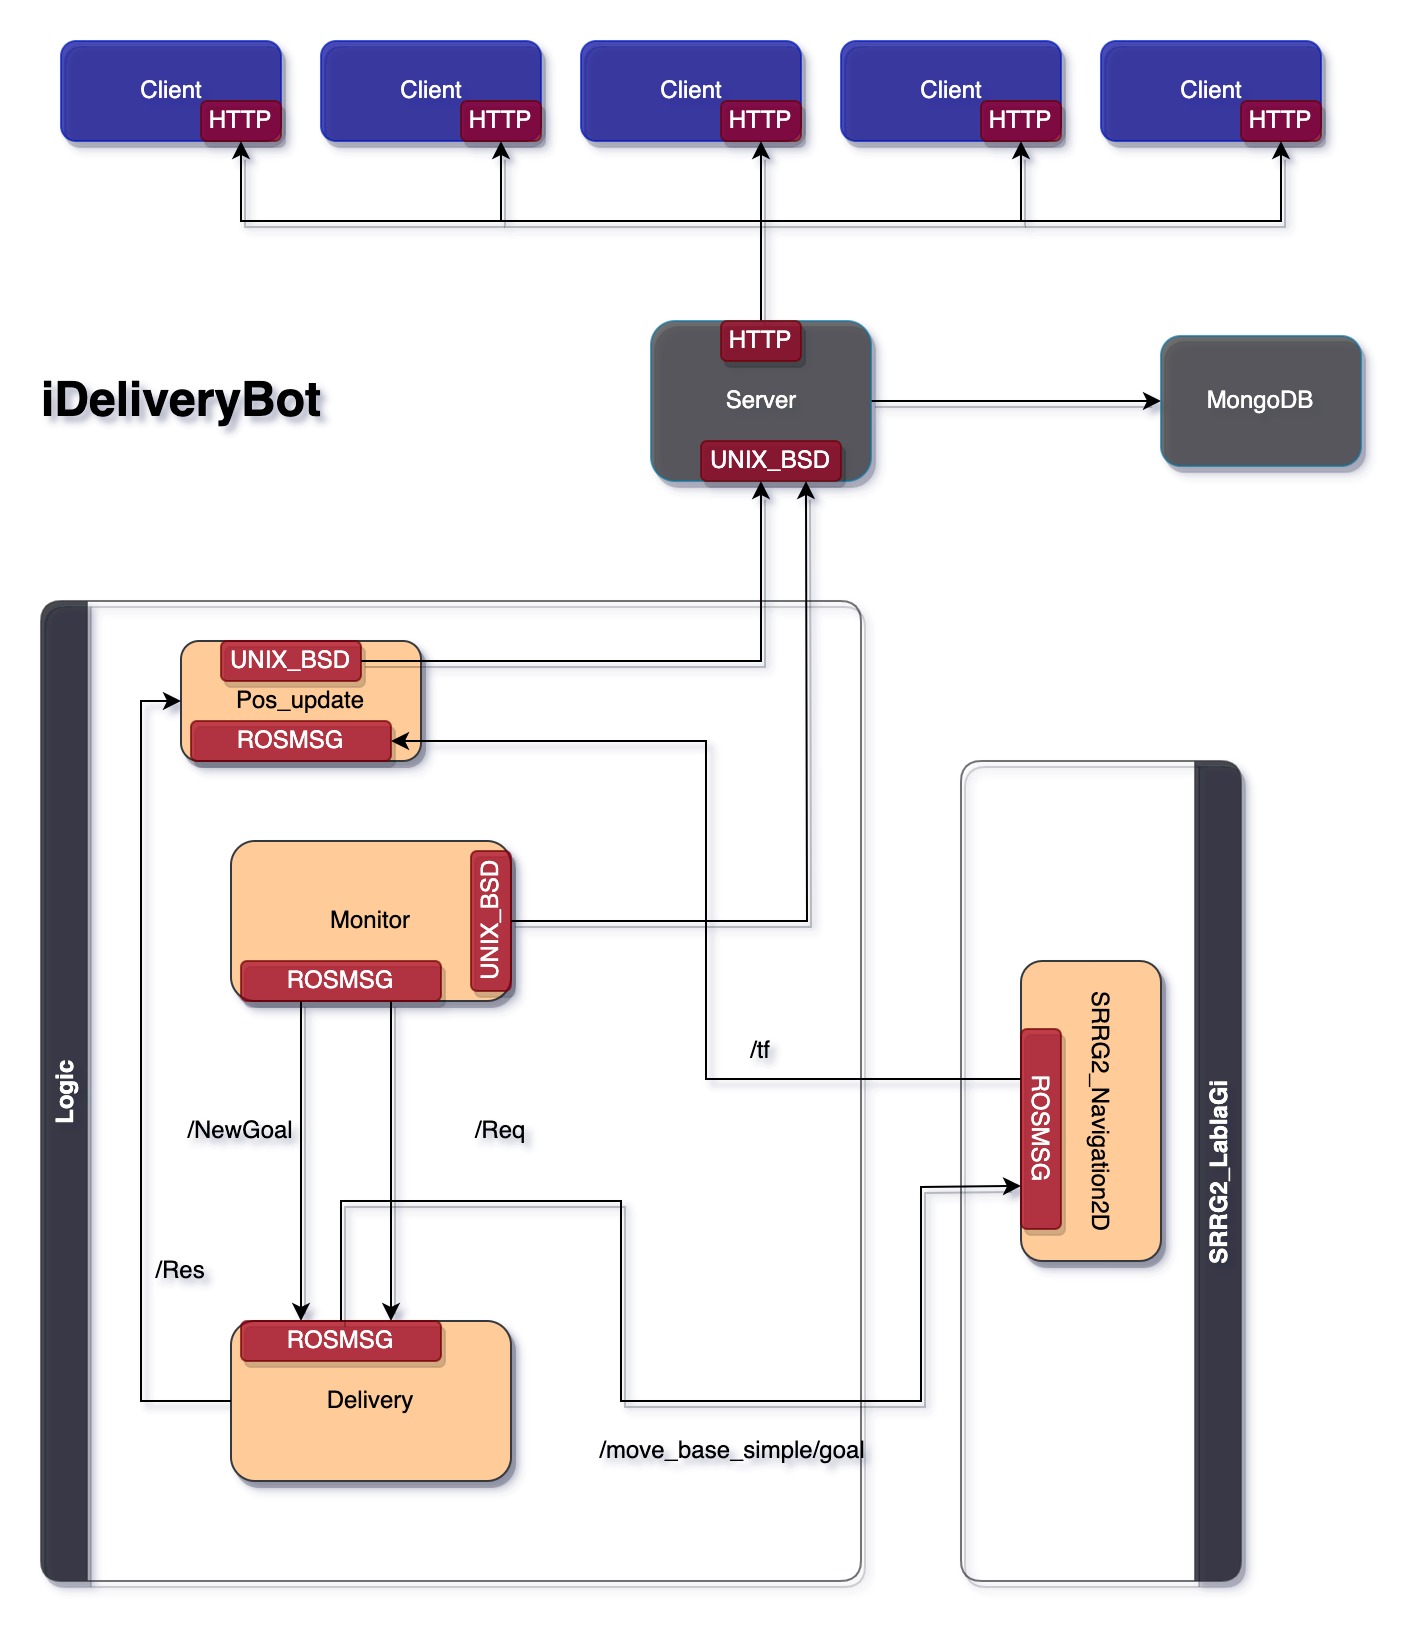 Client
HTTP
Client
HTTP
Client
HTTP
Client
HTTP
Client
HTTP
HTTP
Server
UNIX_BSD
MongoDB
iDeliveryBot
UNIX_BSD
Pos_update
ROSMSG
Monitor
UNIX_BSD
ROSMSG
/tf
/NewGoal
/Req
/Res
ROSMSG
Delivery
/move_base_simple/goal
Logic
ROSMSG
SRRG2_Navigation2D
SRRG2_LabIaGi